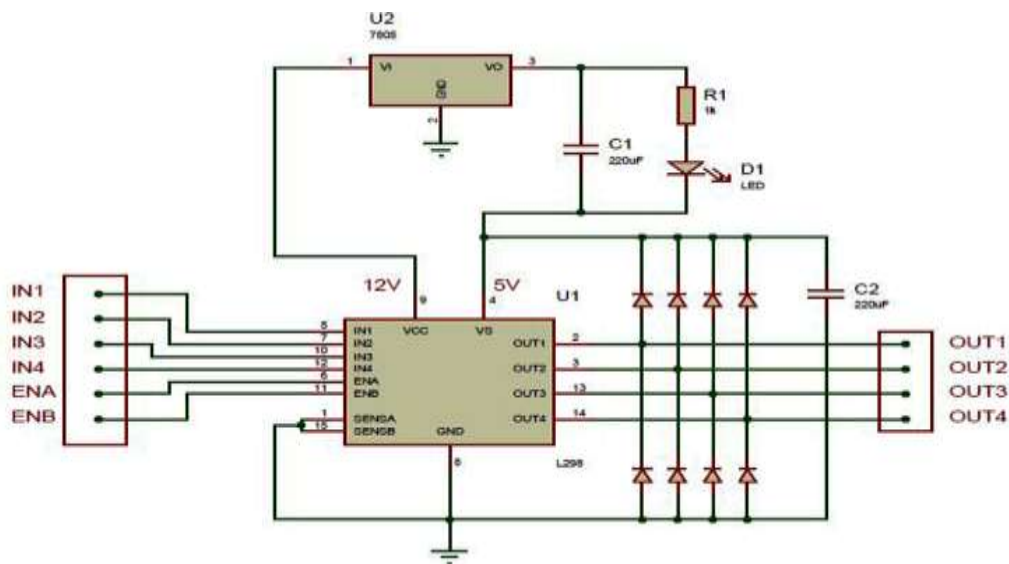 U2
7805
1
VI
VO
3
GND
2
R1
1k
C1
220uF
D1
LED
12V
9
5V
4
U1
C2
220uF
IN1
IN2
IN3
IN4
ENA
ENB
5
7
10
12
6
11
1
15
IN1
IN2
IN3
IN4
ENA
ENB
SENSA
SENSB
VCC
VS
OUT1
OUT2
OUT3
OUT4
GND
8
2
3
13
14
L298
OUT1
OUT2
OUT3
OUT4